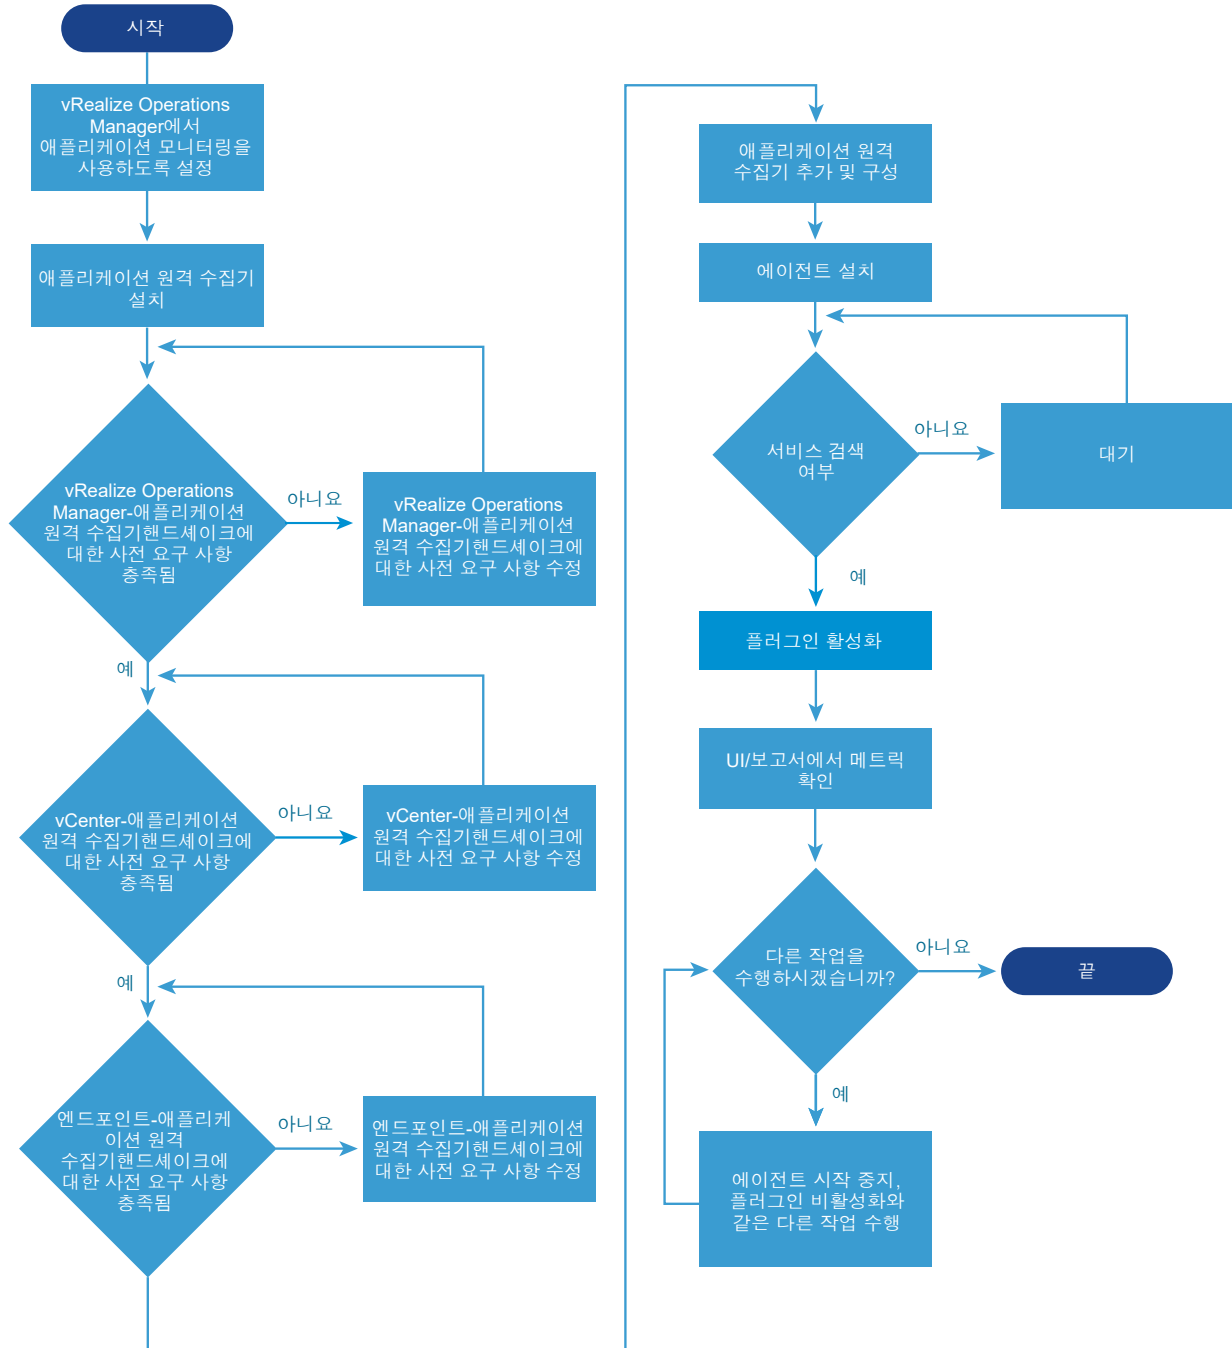 시작
vRealize Operations
Manager에서
애플리케이션 모니터링을
사용하도록 설정
애플리케이션 원격 수집기
설치
vRealize Operations
Manager-애플리케이션
원격 수집기핸드셰이크에
대한 사전 요구 사항
충족됨
아니요
vRealize Operations
Manager-애플리케이션
원격 수집기핸드셰이크에
대한 사전 요구 사항 수정
예
vCenter-애플리케이션
원격 수집기핸드셰이크에
대한 사전 요구 사항
충족됨
아니요
vCenter-애플리케이션
원격 수집기핸드셰이크에
대한 사전 요구 사항 수정
예
엔드포인트-애플리케
이션 원격
수집기핸드셰이크에
대한 사전 요구 사항
충족됨
아니요
엔드포인트-애플리케이션
원격 수집기핸드셰이크에
대한 사전 요구 사항 수정
애플리케이션 원격
수집기 추가 및 구성
에이전트 설치
서비스 검색
여부
아니요
대기
예
플러그인 활성화
UI/보고서에서 메트릭
확인
다른 작업을
수행하시겠습니까?
아니요
끝
예
에이전트 시작 중지,
플러그인 비활성화와
같은 다른 작업 수행